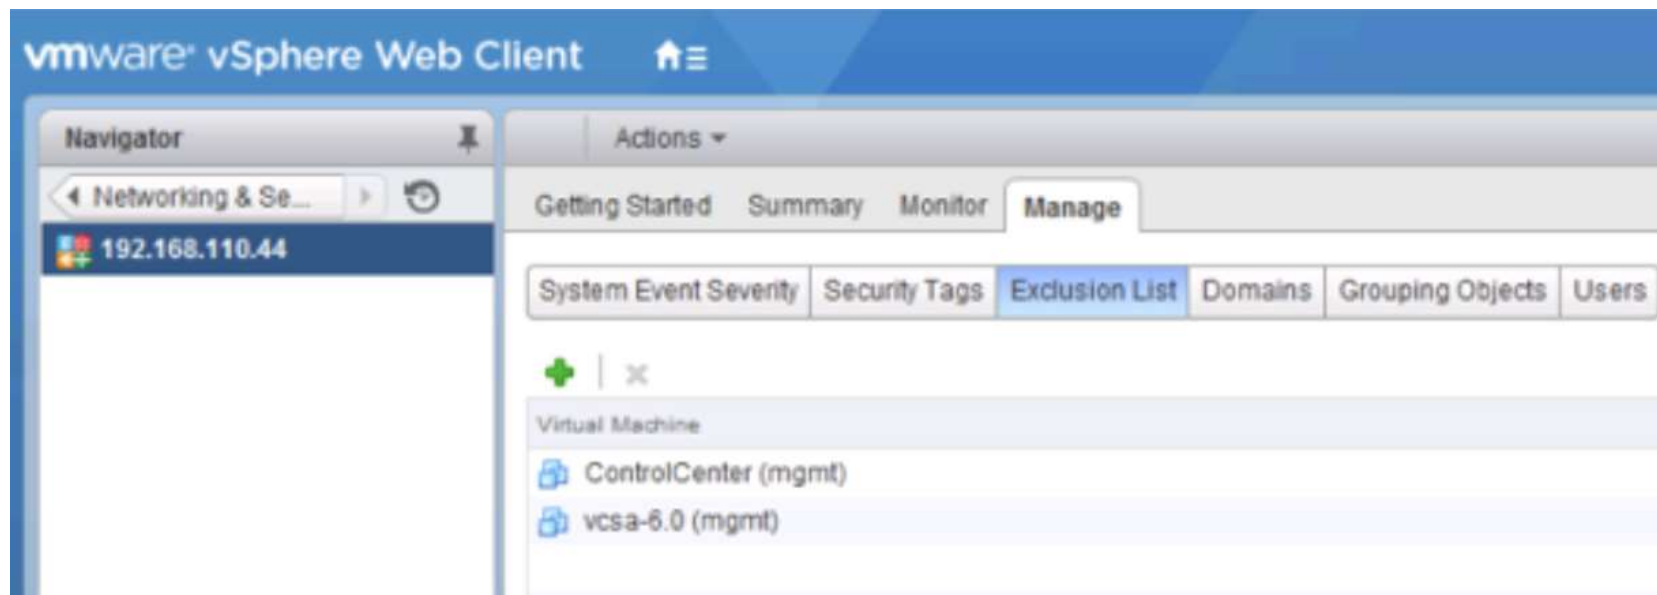 vmware® vSphere Web Client
Navigator
Actions
Networking & Se...
192.168.110.44
Getting Started Summary Monitor Manage
System Event Severity Security Tags Exclusion List Domains Grouping Objects Users
Virtual Machine
ControlCenter (mgmt)
vcsa-6.0 (mgmt)